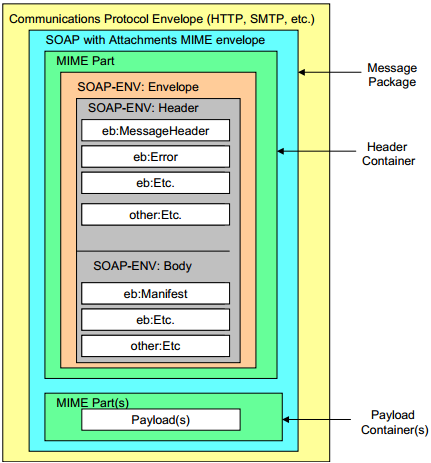 Communications Protocol Envelope (HTTP, SMTP, etc.)
SOAP with Attachments MIME envelope
MIME Part
SOAP-ENV: Envelope
SOAP-ENV: Header
eb:MessageHeader
eb:Error
eb:Etc.
other:Etc.
SOAP-ENV: Body
eb:Manifest
eb:Etc.
other:Etc
MIME Part(s)
Payload(s)
Message
Package
Header
Container
Payload
Container(s)